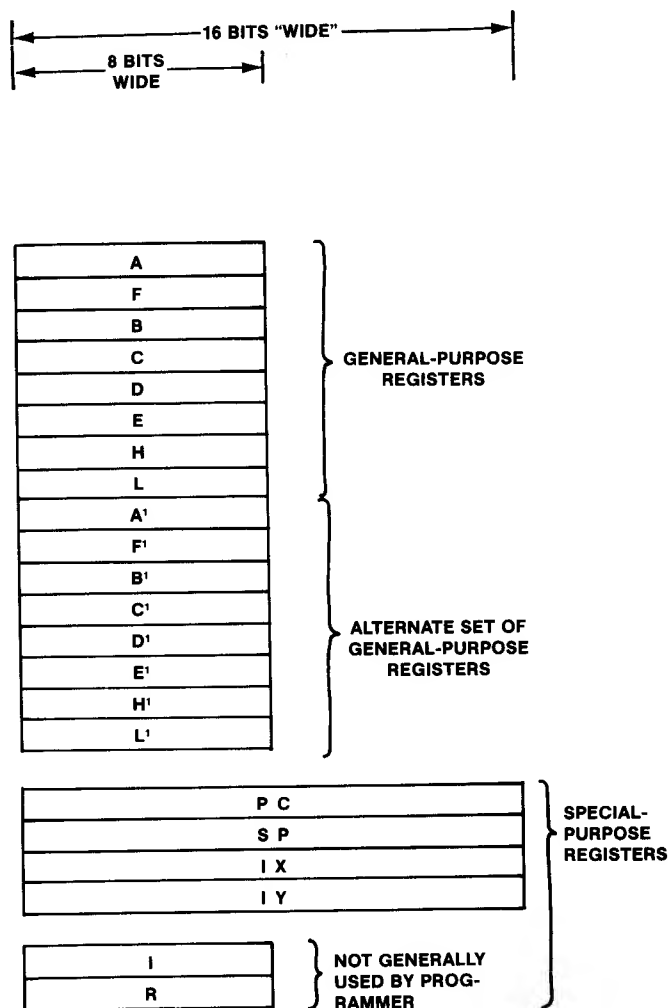 16 BITS "WIDE"
8 BITS
WIDE
A
F
B
C
D
E
H
L
GENERAL-PURPOSE
REGISTERS
A¹
F¹
B¹
C¹
D¹
E¹
H¹
L¹
ALTERNATE SET OF
GENERAL-PURPOSE
REGISTERS
P C
S P
I X
I Y
SPECIAL-
PURPOSE
REGISTERS
I
R
NOT GENERALLY
USED BY PROG-
RAMMER